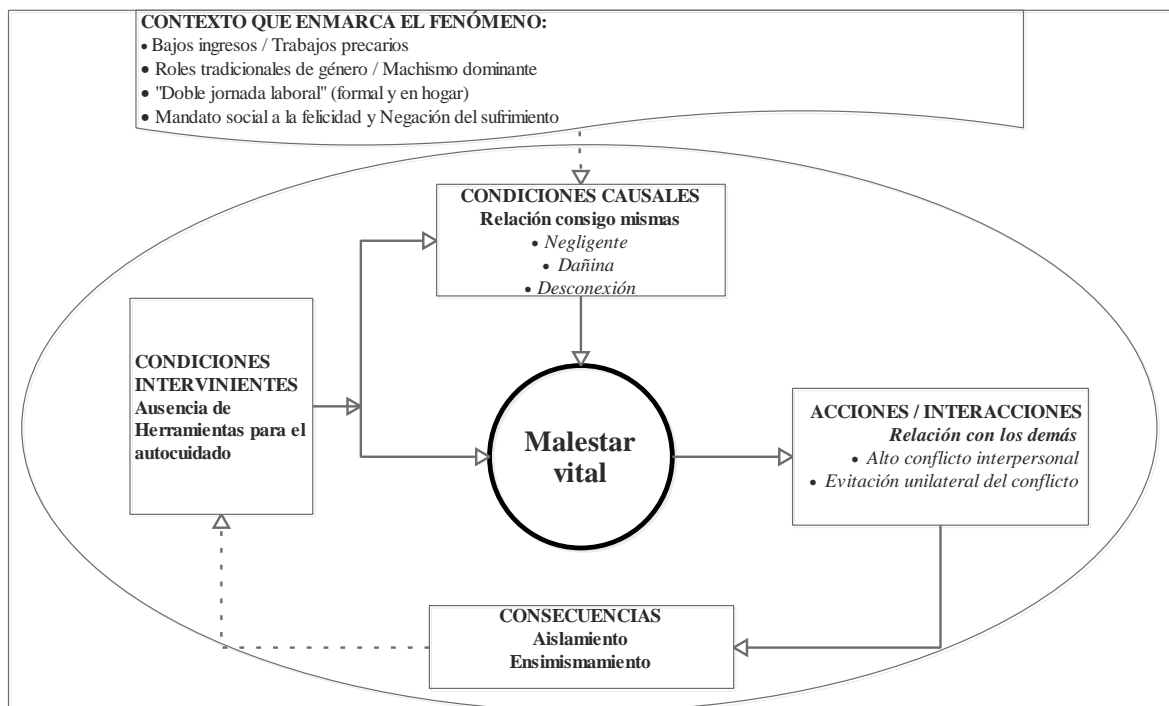 CONTEXTO QUE ENMARCA EL FENÓMENO:
• Bajos ingresos / Trabajos precarios
• Roles tradicionales de género / Machismo dominante
• "Doble jornada laboral" (formal y en hogar)
• Mandato social a la felicidad y Negación del sufrimiento
CONDICIONES CAUSALES
Relación consigo mismas
• Negligente
• Dañina
• Desconexión
CONDICIONES
INTERVINIENTES
Ausencia de
Herramientas para el
autocuidado
Malestar
vital
ACCIONES / INTERACCIONES
Relación con los demás
• Alto conflicto interpersonal
• Evitación unilateral del conflicto
CONSECUENCIAS
Aislamiento
Ensimismamiento